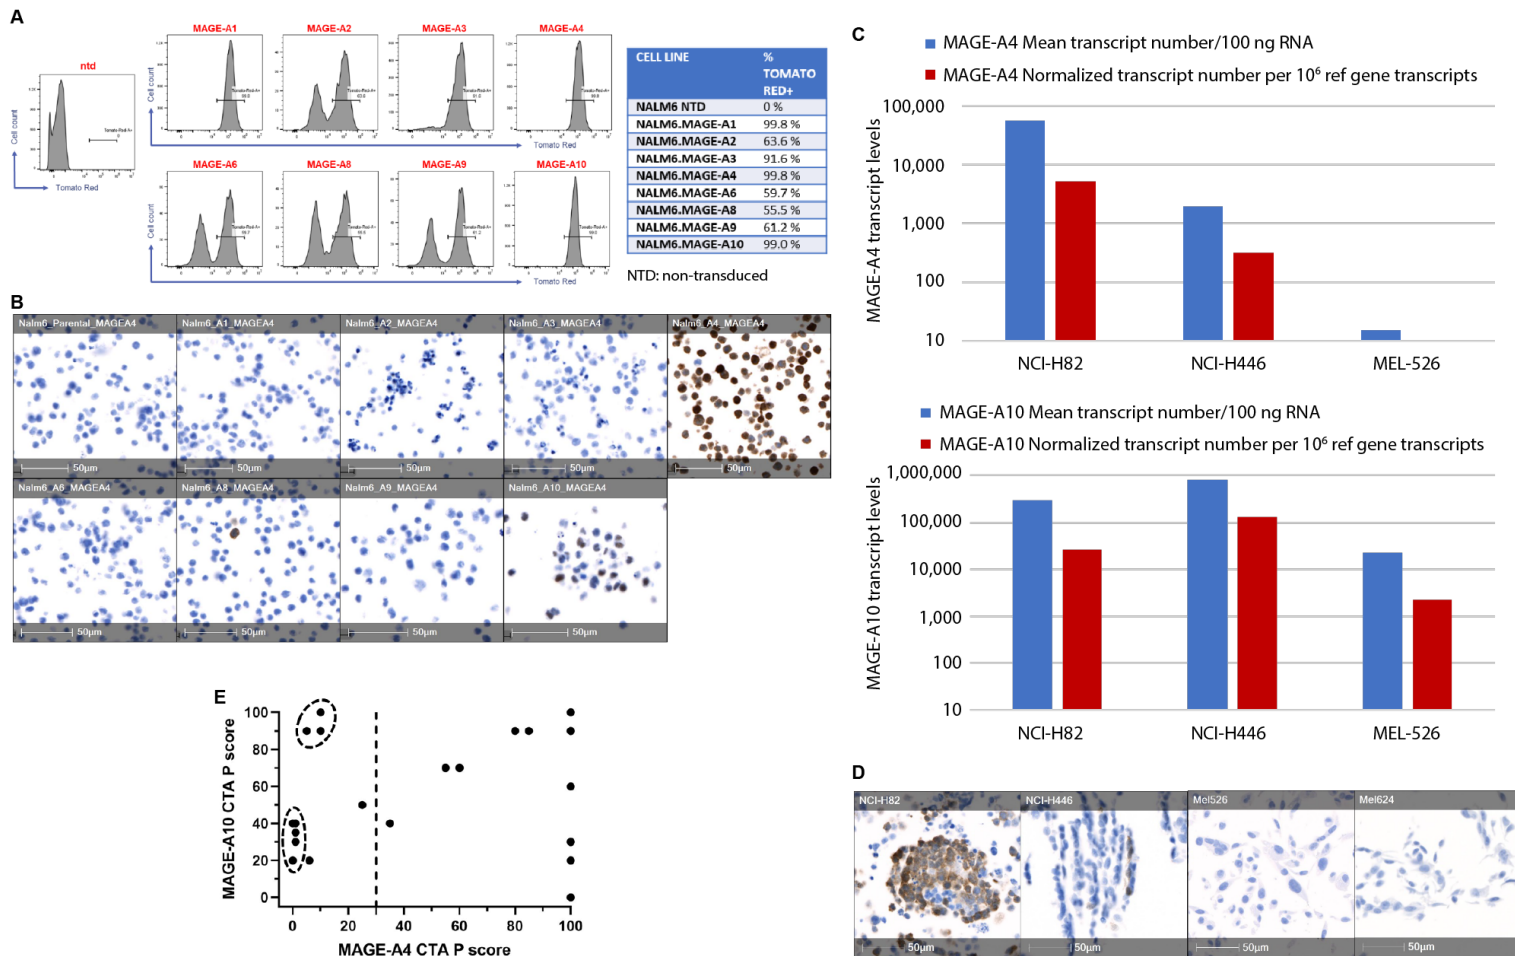 A
ntd
Cell count
Tomato Red
MAGE-A1
MAGE-A2
MAGE-A3
MAGE-A4
Cell count
Tomato Red
MAGE-A6
MAGE-A8
MAGE-A9
MAGE-A10
Cell count
Tomato Red
CELL LINE
%
TOMATO
RED+
NALM6 NTD 0 %
NALM6.MAGE-A1 99.8 %
NALM6.MAGE-A2 63.6 %
NALM6.MAGE-A3 91.6 %
NALM6.MAGE-A4 99.8 %
NALM6.MAGE-A6 59.7 %
NALM6.MAGE-A8 55.5 %
NALM6.MAGE-A9 61.2 %
NALM6.MAGE-A10 99.0 %
NTD: non-transduced
B
Nalm6_Parental_MAGEA4
Nalm6_A1_MAGEA4
Nalm6_A2_MAGEA4
Nalm6_A3_MAGEA4
Nalm6_A4_MAGEA4
50µm
50µm
50µm
50µm
50µm
Nalm6_A6_MAGEA4
Nalm6_A8_MAGEA4
Nalm6_A9_MAGEA4
Nalm6_A10_MAGEA4
50µm
50µm
50µm
50µm
C
MAGE-A4 Mean transcript number/100 ng RNA
MAGE-A4 Normalized transcript number per 10⁶ ref gene transcripts
MAGE-A4 transcript levels
100,000
10,000
1,000
100
10
NCI-H82
NCI-H446
MEL-526
MAGE-A10 Mean transcript number/100 ng RNA
MAGE-A10 Normalized transcript number per 10⁶ ref gene transcripts
MAGE-A10 transcript levels
1,000,000
100,000
10,000
1,000
100
10
NCI-H82
NCI-H446
MEL-526
D
NCI-H82
NCI-H446
Mel526
Mel624
50µm
50µm
50µm
50µm
E
MAGE-A10 CTA P score
100
80
60
40
20
0
0 20 40 60 80 100
MAGE-A4 CTA P score